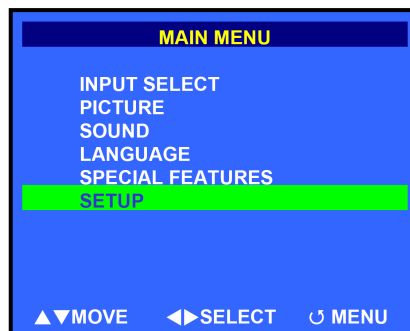 MAIN MENU
INPUT SELECT
PICTURE
SOUND
LANGUAGE
SPECIAL FEATURES
SETUP
▲▼MOVE ◀▶SELECT ↺ MENU